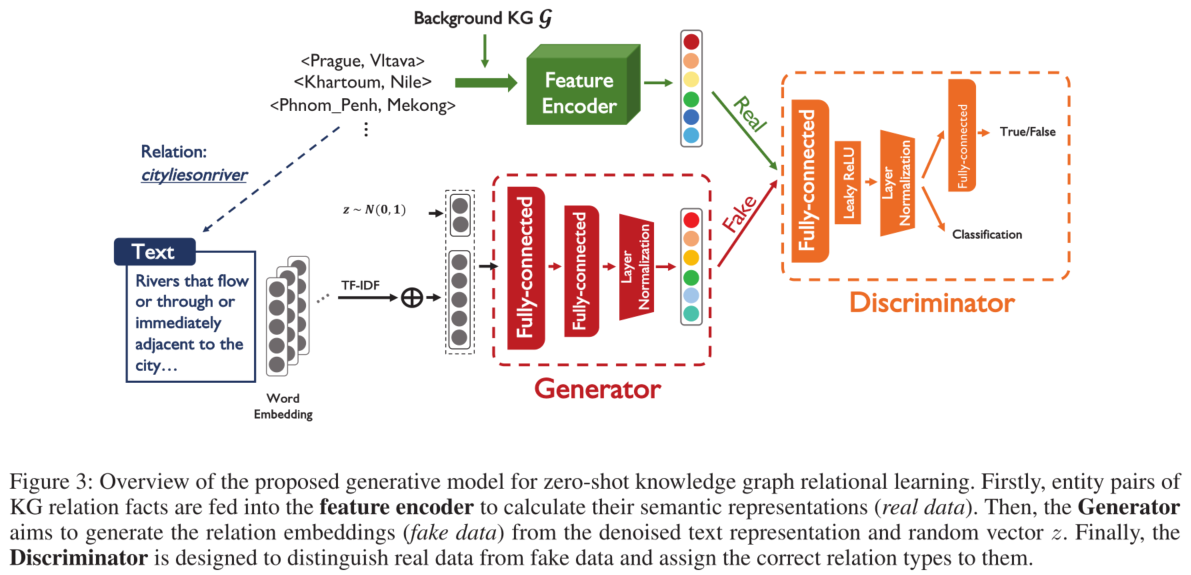 Background KG 𝓖
<Prague, Vltava>
<Khartoum, Nile>
<Phnom_Penh, Mekong>
⋮
Feature
Encoder
Relation:
cityliesonriver
Text
Rivers that flow
or through or
immediately
adjacent to the
city…
Word
Embedding
…
TF-IDF
z ~ N(0, 1)
Fully-connected
Fully-connected
Layer
Normalization
Generator
Real
Fake
Fully-connected
Leaky ReLU
Layer
Normalization
Fully-connected
True/False
Classification
Discriminator
Figure 3: Overview of the proposed generative model for zero-shot knowledge graph relational learning. Firstly, entity pairs of
KG relation facts are fed into the feature encoder to calculate their semantic representations (real data). Then, the Generator
aims to generate the relation embeddings (fake data) from the denoised text representation and random vector z. Finally, the
Discriminator is designed to distinguish real data from fake data and assign the correct relation types to them.